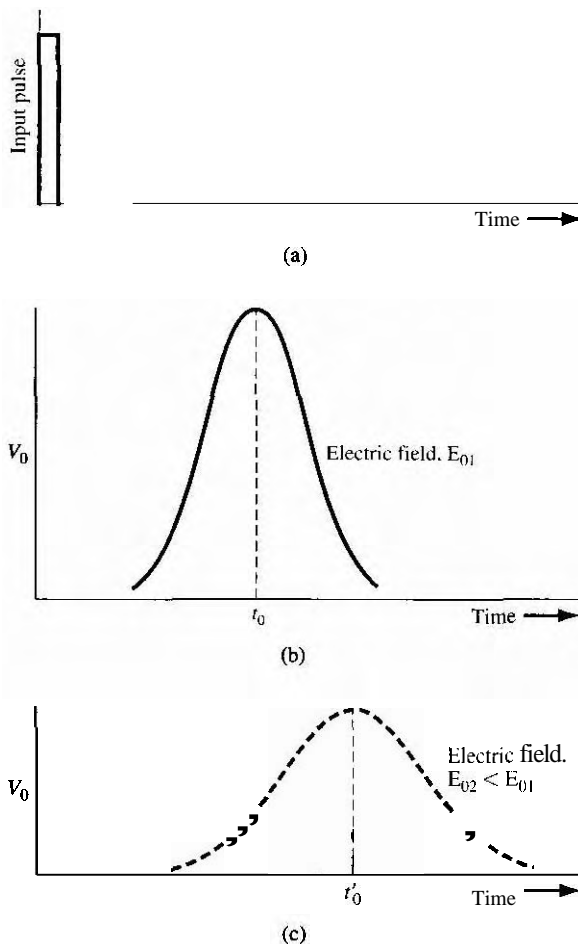 Input pulse
Time
(a)
V₀
Electric field. E₀₁
t₀
Time
(b)
V₀
Electric field.
E₀₂ < E₀₁
t′₀
Time
(c)